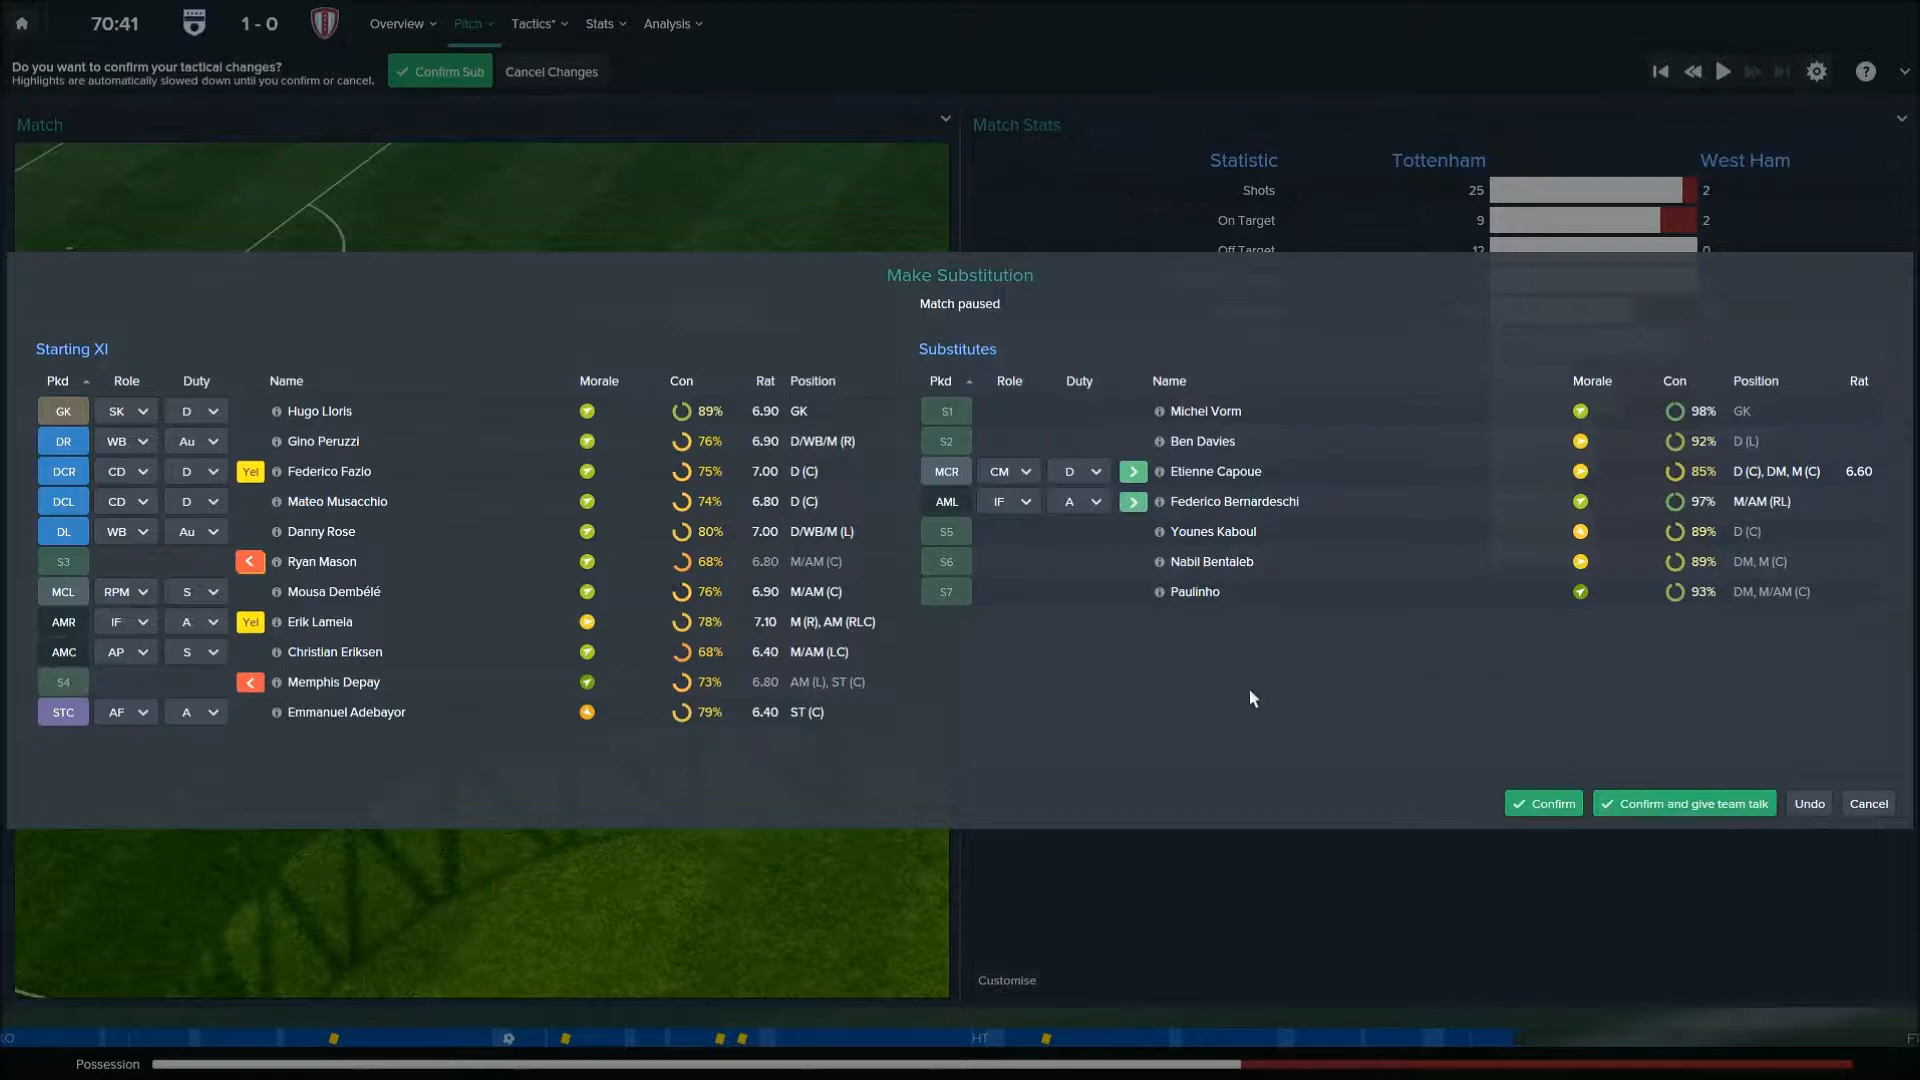 70:41 1 - 0 Overview Pitch Tactics* Stats Analysis
Do you want to confirm your tactical changes?
Highlights are automatically slowed down until you confirm or cancel.
Confirm Sub Cancel Changes
Match
Match Stats
Statistic Tottenham West Ham
Shots 25 2
On Target 9 2
Off Target 12 0
Make Substitution
Match paused
Starting XI
Pkd Role Duty Name Morale Con Rat Position
GK SK D Hugo Lloris 89% 6.90 GK
DR WB Au Gino Peruzzi 76% 6.90 D/WB/M (R)
DCR CD D Yel Federico Fazio 75% 7.00 D (C)
DCL CD D Mateo Musacchio 74% 6.80 D (C)
DL WB Au Danny Rose 80% 7.00 D/WB/M (L)
S3 Ryan Mason 68% 6.80 M/AM (C)
MCL RPM S Mousa Dembélé 76% 6.90 M/AM (C)
AMR IF A Yel Erik Lamela 78% 7.10 M (R), AM (RLC)
AMC AP S Christian Eriksen 68% 6.40 M/AM (LC)
S4 Memphis Depay 73% 6.80 AM (L), ST (C)
STC AF A Emmanuel Adebayor 79% 6.40 ST (C)
Substitutes
Pkd Role Duty Name Morale Con Position Rat
S1 Michel Vorm 98% GK
S2 Ben Davies 92% D (L)
MCR CM D Etienne Capoue 85% D (C), DM, M (C) 6.60
AML IF A Federico Bernardeschi 97% M/AM (RL)
S5 Younes Kaboul 89% D (C)
S6 Nabil Bentaleb 89% DM, M (C)
S7 Paulinho 93% DM, M/AM (C)
Confirm Confirm and give team talk Undo Cancel
Customise
HT
Possession